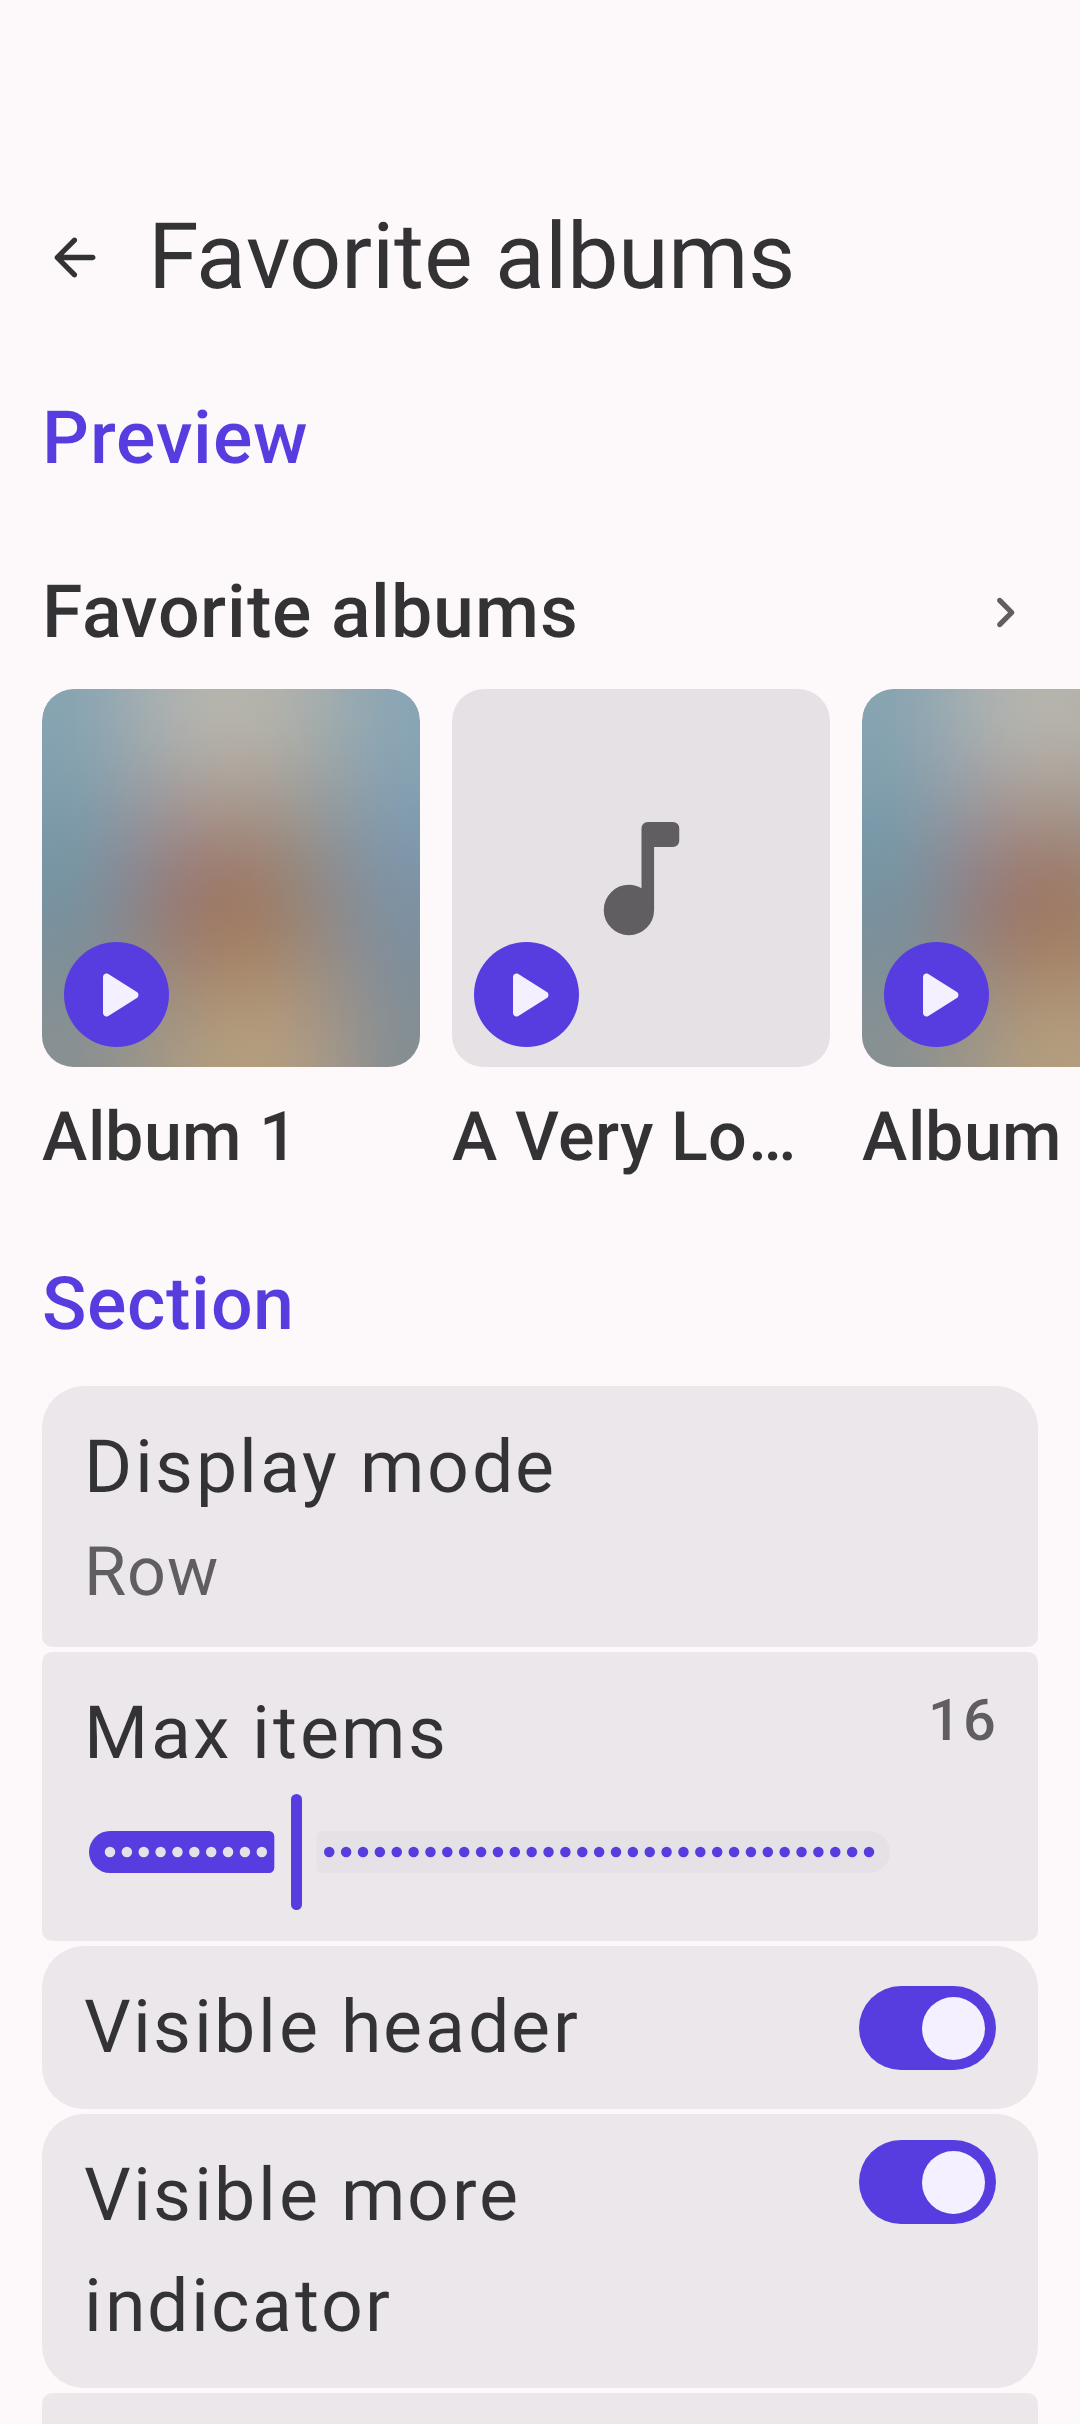 Favorite albums
Preview
Favorite albums
Album 1
A Very Lo...
Album
Section
Display mode
Row
Max items
16
Visible header
Visible more
indicator